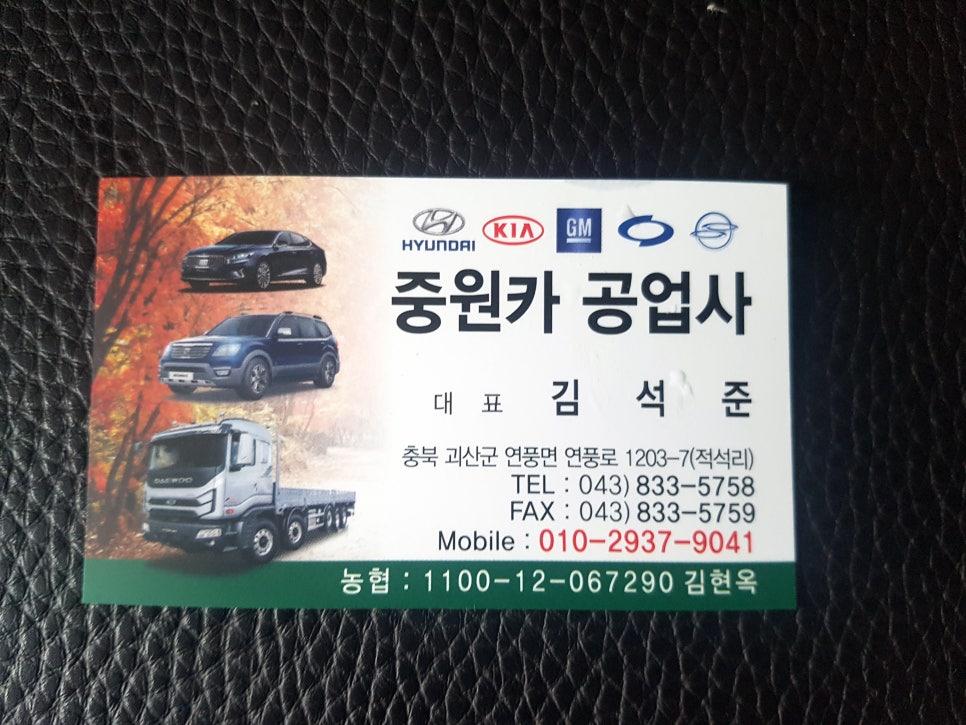 HYUNDAI KIA GM
중원카 공업사
대 표 김 석 준
충북 괴산군 연풍면 연풍로 1203-7(적석리)
TEL : 043) 833-5758
FAX : 043) 833-5759
Mobile : 010-2937-9041
DAEWOO
농협 : 1100-12-067290 김현옥